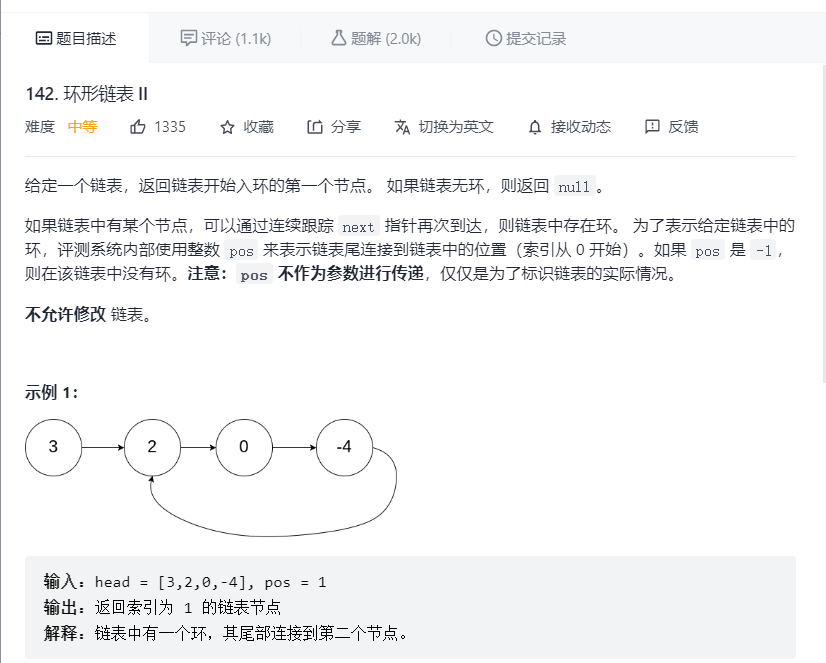 题目描述
评论 (1.1k)
题解 (2.0k)
提交记录
142. 环形链表 II
难度 中等 1335 收藏 分享 切换为英文 接收动态 反馈
给定一个链表，返回链表开始入环的第一个节点。 如果链表无环，则返回 null 。
如果链表中有某个节点，可以通过连续跟踪 next 指针再次到达，则链表中存在环。 为了表示给定链表中的
环，评测系统内部使用整数 pos 来表示链表尾连接到链表中的位置（索引从 0 开始）。如果 pos 是 -1，
则在该链表中没有环。注意：pos 不作为参数进行传递，仅仅是为了标识链表的实际情况。
不允许修改 链表。
示例 1：
3 2 0 -4
输入：head = [3,2,0,-4], pos = 1
输出：返回索引为 1 的链表节点
解释：链表中有一个环，其尾部连接到第二个节点。